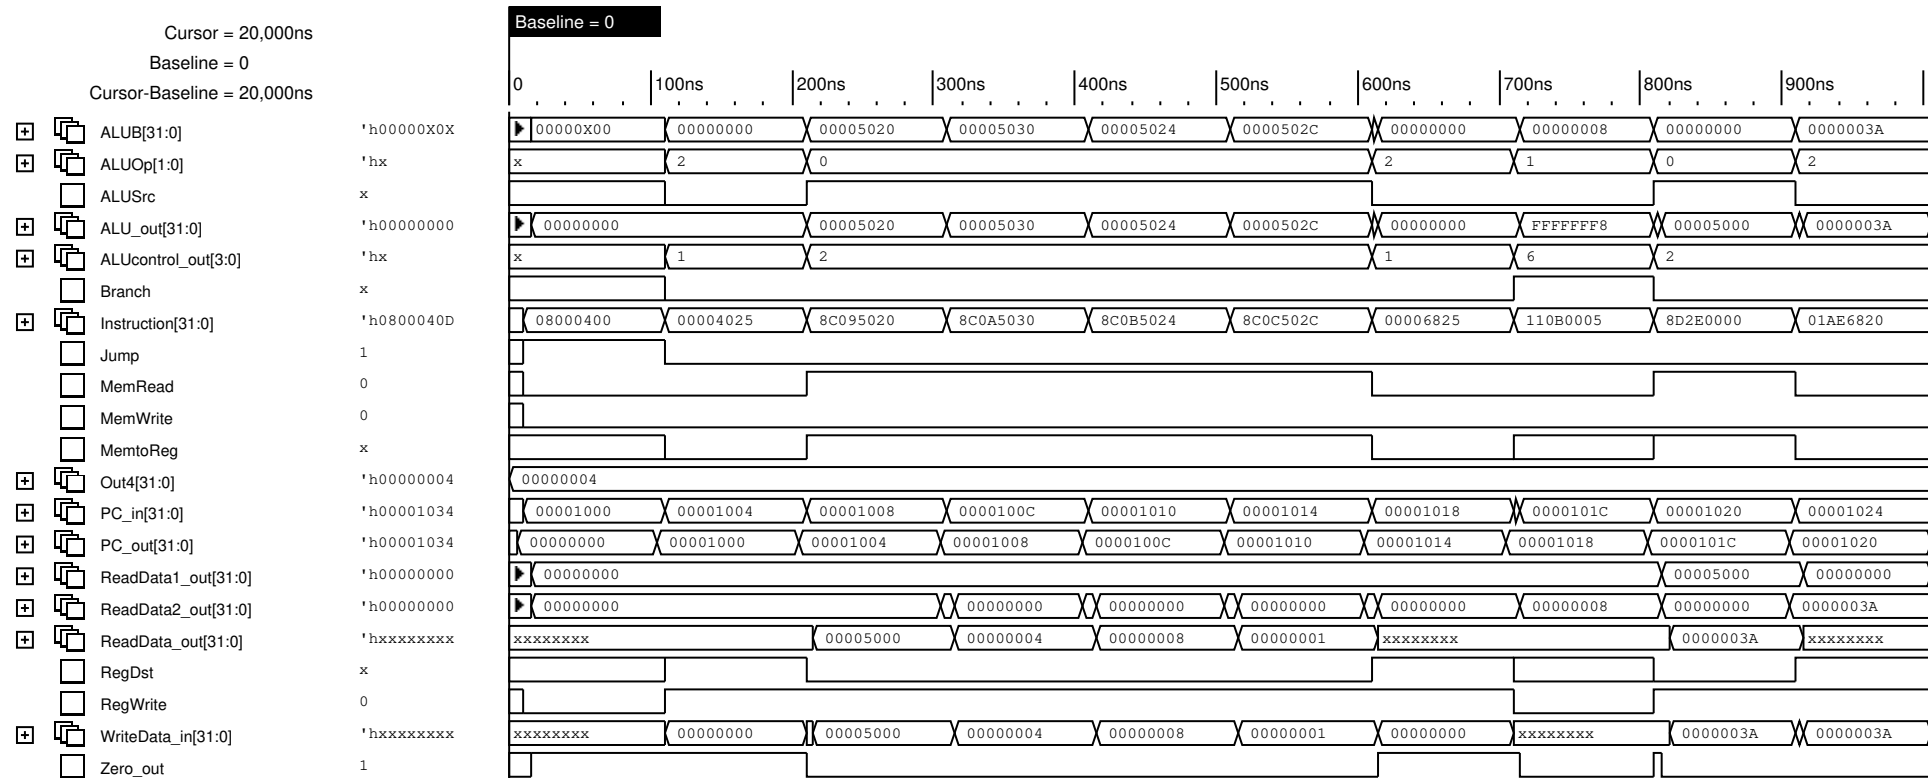 Baseline = 0
Cursor = 20,000ns
Baseline = 0
Cursor-Baseline = 20,000ns
0 100ns 200ns 300ns 400ns 500ns 600ns 700ns 800ns 900ns
ALUB[31:0] 'h00000X0X 00000X00 00000000 00005020 00005030 00005024 0000502C 00000000 00000008 00000000 0000003A
ALUOp[1:0] 'hx x 2 0 2 1 0 2
ALUSrc x
ALU_out[31:0] 'h00000000 00000000 00005020 00005030 00005024 0000502C 00000000 FFFFFFF8 00005000 0000003A
ALUcontrol_out[3:0] 'hx x 1 2 1 6 2
Branch x
Instruction[31:0] 'h0800040D 08000400 00004025 8C095020 8C0A5030 8C0B5024 8C0C502C 00006825 110B0005 8D2E0000 01AE6820
Jump 1
MemRead 0
MemWrite 0
MemtoReg x
Out4[31:0] 'h00000004 00000004
PC_in[31:0] 'h00001034 00001000 00001004 00001008 0000100C 00001010 00001014 00001018 0000101C 00001020 00001024
PC_out[31:0] 'h00001034 00000000 00001000 00001004 00001008 0000100C 00001010 00001014 00001018 0000101C 00001020
ReadData1_out[31:0] 'h00000000 00000000 00005000 00000000
ReadData2_out[31:0] 'h00000000 00000000 00000000 00000000 00000000 00000000 00000008 00000000 0000003A
ReadData_out[31:0] 'hxxxxxxxx xxxxxxxx 00005000 00000004 00000008 00000001 xxxxxxxx 0000003A xxxxxxxx
RegDst x
RegWrite 0
WriteData_in[31:0] 'hxxxxxxxx xxxxxxxx 00000000 00005000 00000004 00000008 00000001 00000000 xxxxxxxx 0000003A 0000003A
Zero_out 1